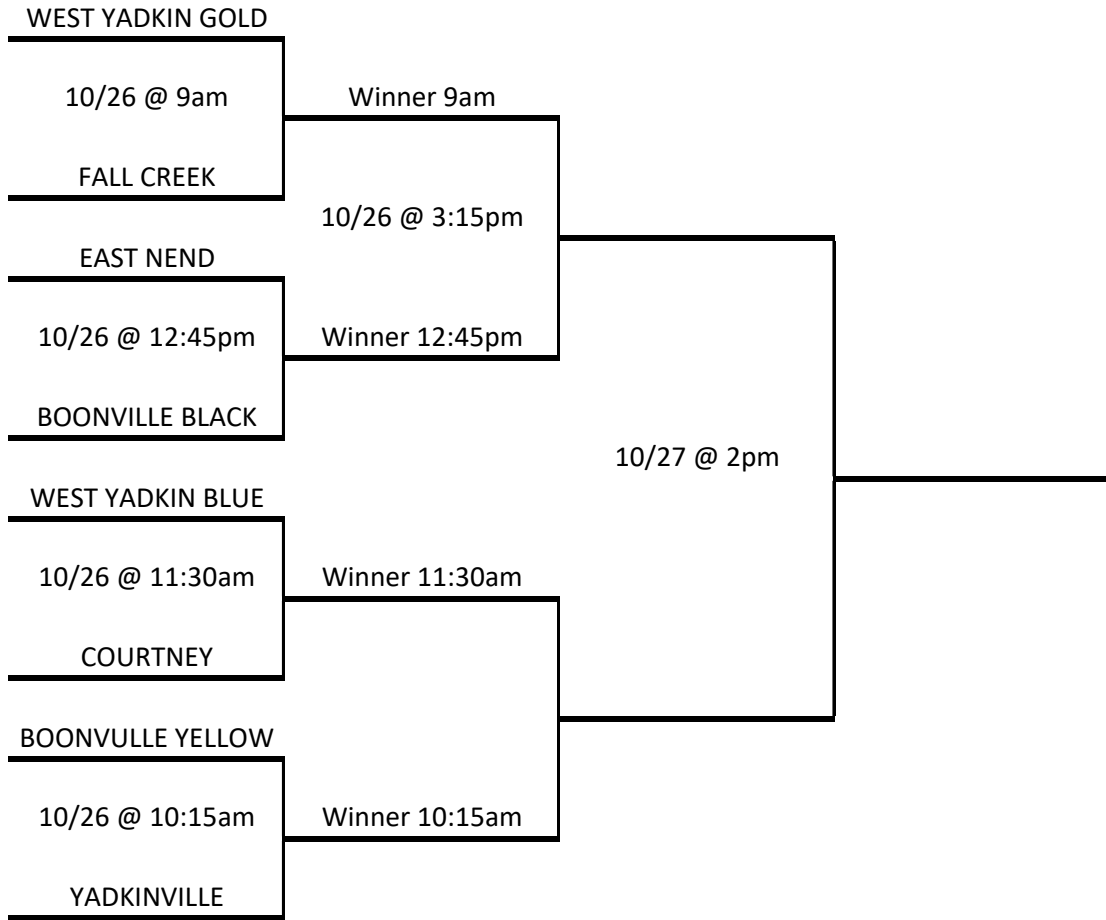 WEST YADKIN GOLD
10/26 @ 9am
Winner 9am
FALL CREEK
10/26 @ 3:15pm
EAST NEND
10/26 @ 12:45pm
Winner 12:45pm
BOONVILLE BLACK
10/27 @ 2pm
WEST YADKIN BLUE
10/26 @ 11:30am
Winner 11:30am
COURTNEY
BOONVULLE YELLOW
10/26 @ 10:15am
Winner 10:15am
YADKINVILLE